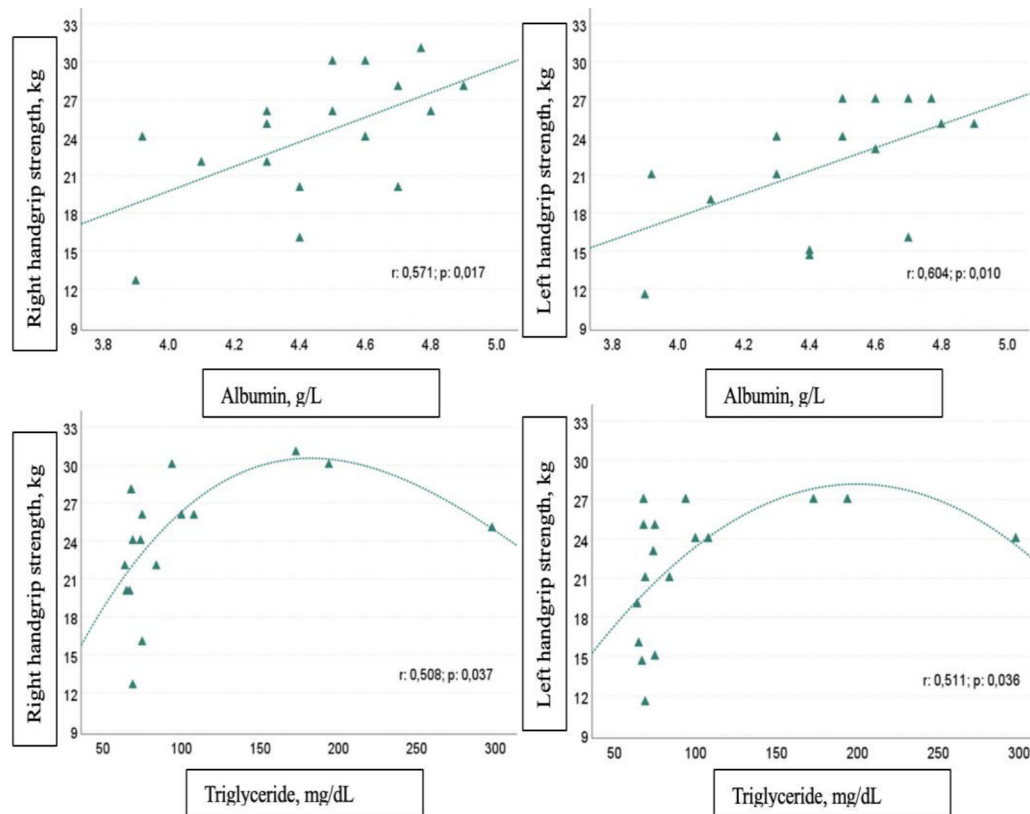 Right handgrip strength, kg
33
30
27
24
21
18
15
12
9
r: 0,571; p: 0,017
3.8 4.0 4.2 4.4 4.6 4.8 5.0
Albumin, g/L
Left handgrip strength, kg
33
30
27
24
21
18
15
12
9
r: 0,604; p: 0,010
3.8 4.0 4.2 4.4 4.6 4.8 5.0
Albumin, g/L
Right handgrip strength, kg
33
30
27
24
21
18
15
12
9
r: 0,508; p: 0,037
50 100 150 200 250 300
Triglyceride, mg/dL
Left handgrip strength, kg
33
30
27
24
21
18
15
12
9
r: 0,511; p: 0,036
50 100 150 200 250 300
Triglyceride, mg/dL